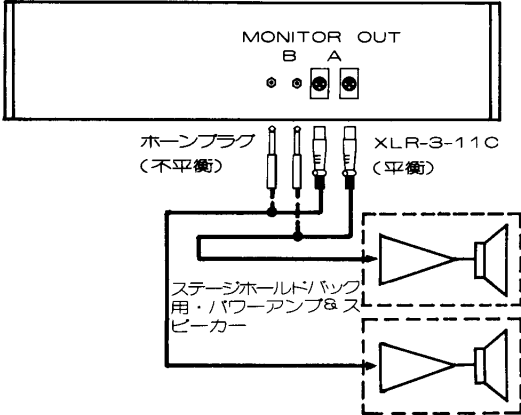 MONITOR OUT
B A
ホーンプラグ
(不平衡)
XLR-3-11C
(平衡)
ステージホールドバック
用・パワーアンプ&ス
ピーカー